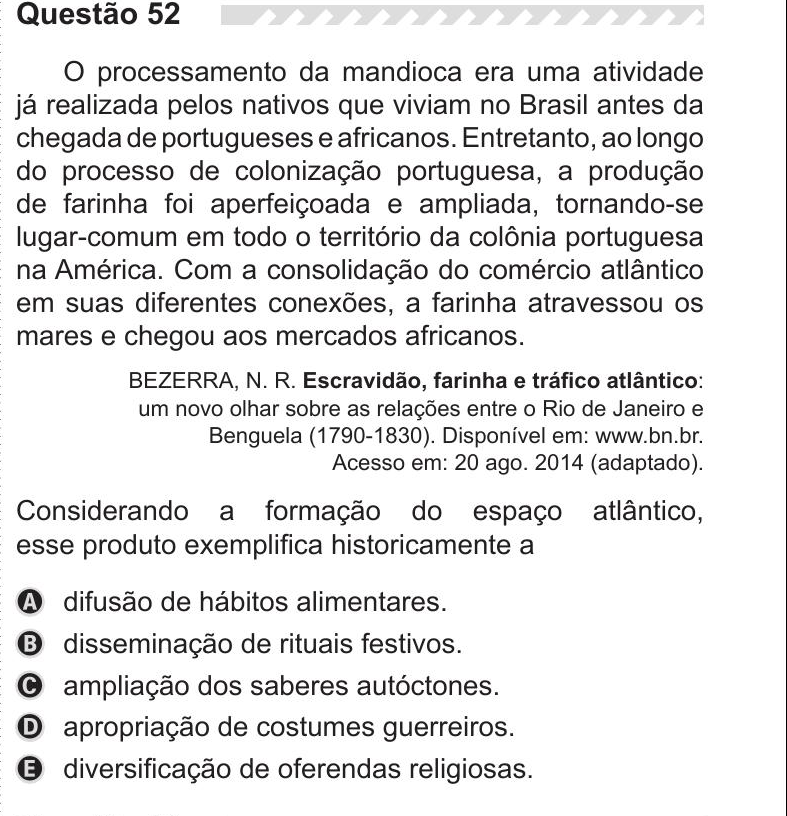 Questão 52
O processamento da mandioca era uma atividade
já realizada pelos nativos que viviam no Brasil antes da
chegada de portugueses e africanos. Entretanto, ao longo
do processo de colonização portuguesa, a produção
de farinha foi aperfeiçoada e ampliada, tornando-se
lugar-comum em todo o território da colônia portuguesa
na América. Com a consolidação do comércio atlântico
em suas diferentes conexões, a farinha atravessou os
mares e chegou aos mercados africanos.
BEZERRA, N. R. Escravidão, farinha e tráfico atlântico:
um novo olhar sobre as relações entre o Rio de Janeiro e
Benguela (1790-1830). Disponível em: www.bn.br.
Acesso em: 20 ago. 2014 (adaptado).
Considerando a formação do espaço atlântico,
esse produto exemplifica historicamente a
A difusão de hábitos alimentares.
B disseminação de rituais festivos.
C ampliação dos saberes autóctones.
D apropriação de costumes guerreiros.
E diversificação de oferendas religiosas.